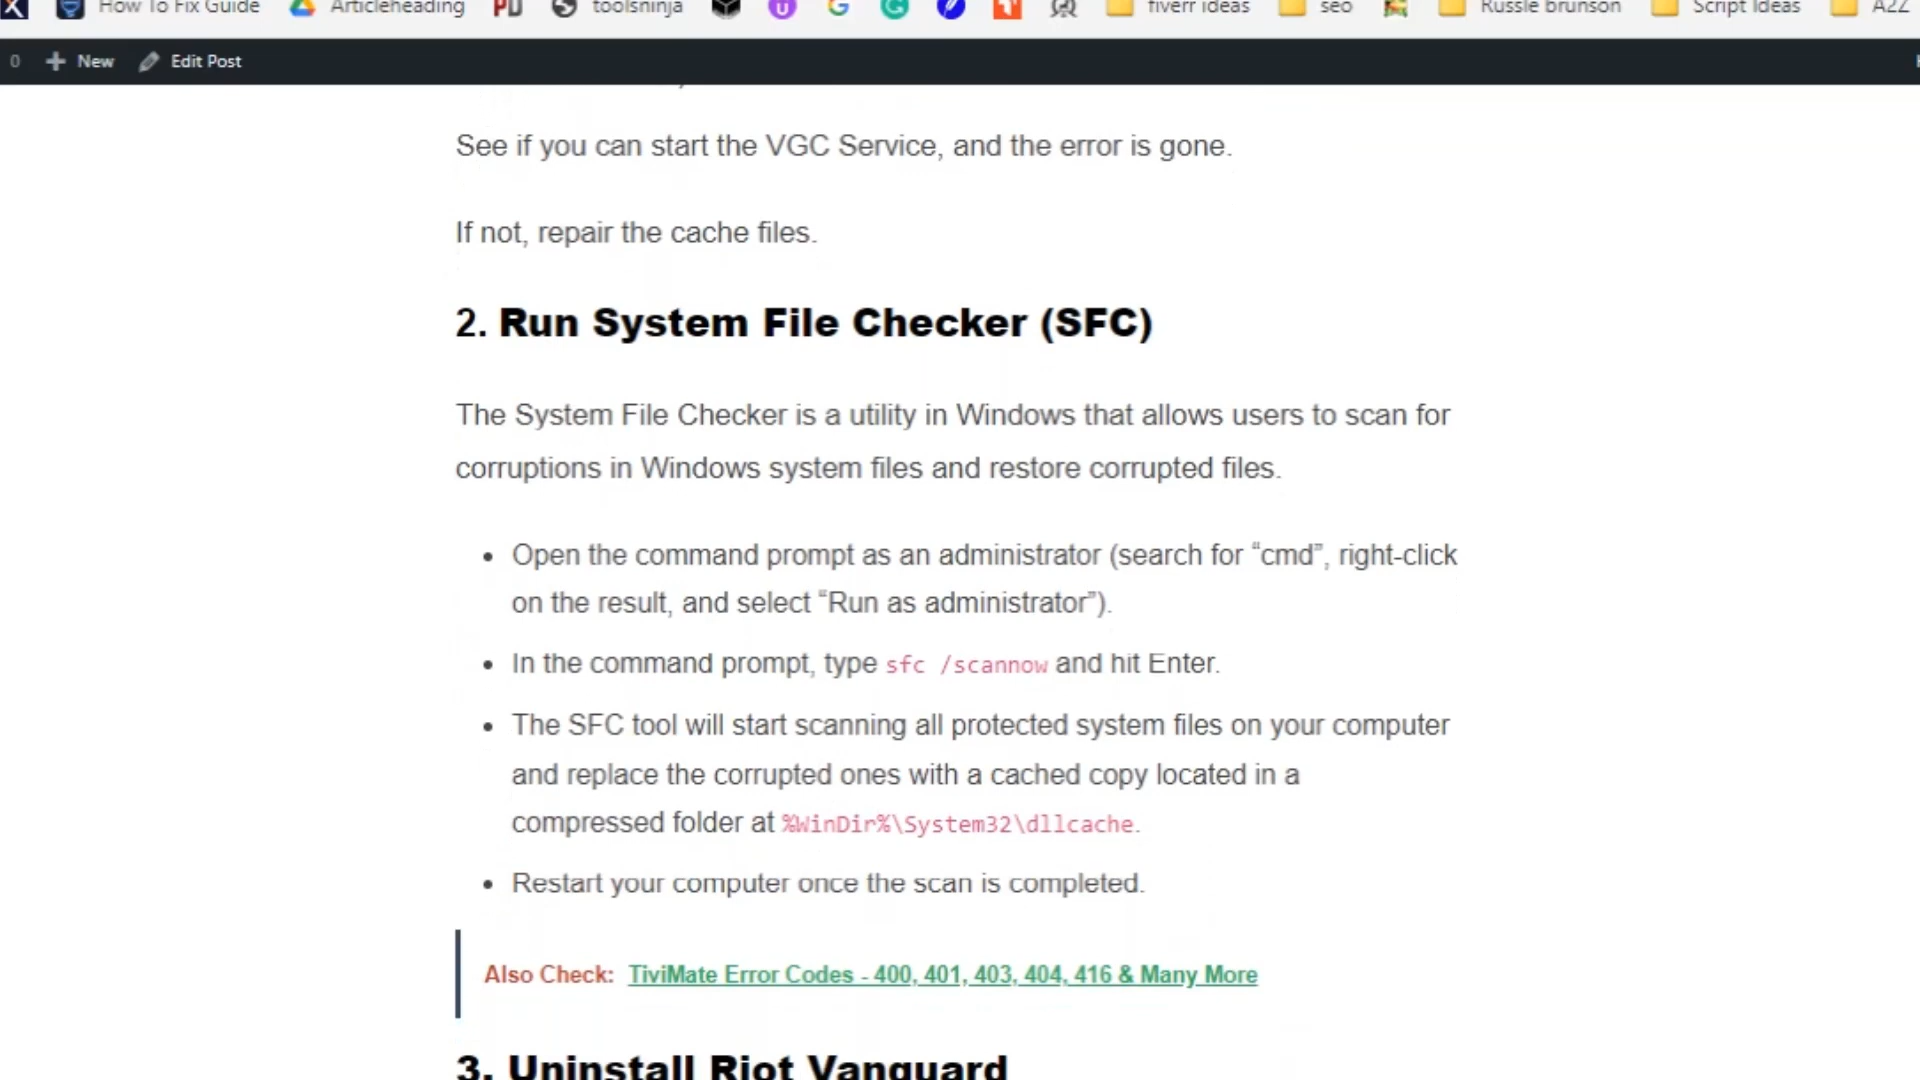 How To Fix Guide Articleheading toolsninja fiverr ideas seo Russle brunson Script Ideas A2Z
0 New Edit Post
See if you can start the VGC Service, and the error is gone.
If not, repair the cache files.
2. Run System File Checker (SFC)
The System File Checker is a utility in Windows that allows users to scan for
corruptions in Windows system files and restore corrupted files.
• Open the command prompt as an administrator (search for “cmd”, right-click
on the result, and select “Run as administrator”).
• In the command prompt, type sfc /scannow and hit Enter.
• The SFC tool will start scanning all protected system files on your computer
and replace the corrupted ones with a cached copy located in a
compressed folder at %WinDir%\System32\dllcache.
• Restart your computer once the scan is completed.
Also Check: TiviMate Error Codes - 400, 401, 403, 404, 416 & Many More
3. Uninstall Riot Vanguard